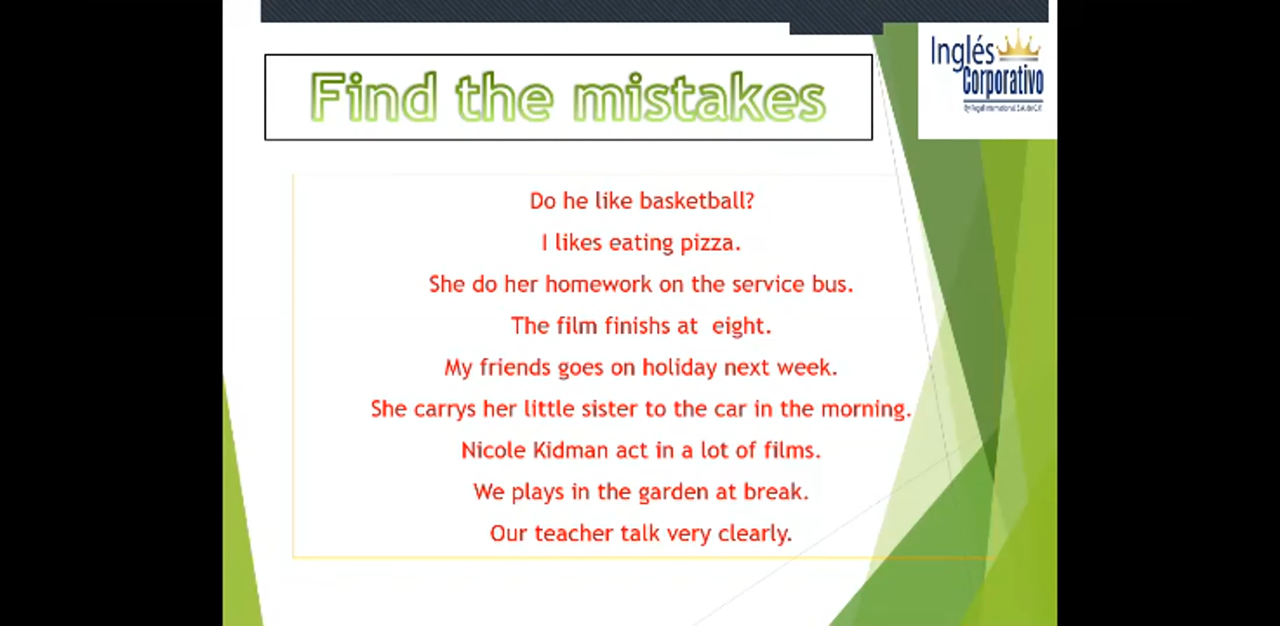 Find the mistakes
Inglés
Corporativo
Do he like basketball?
I likes eating pizza.
She do her homework on the service bus.
The film finishs at eight.
My friends goes on holiday next week.
She carrys her little sister to the car in the morning.
Nicole Kidman act in a lot of films.
We plays in the garden at break.
Our teacher talk very clearly.